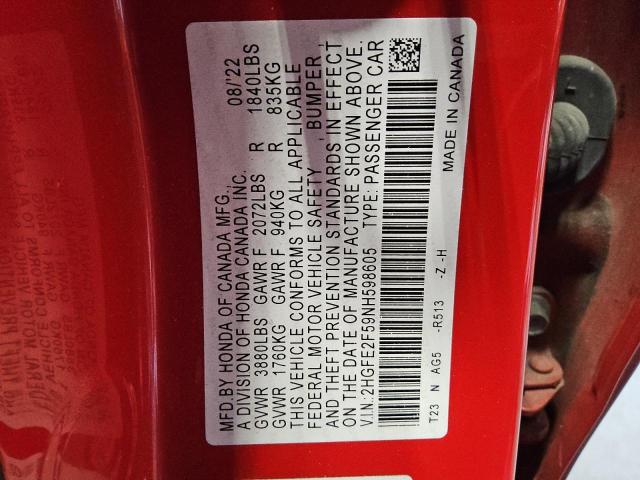 MFD.BY HONDA OF CANADA MFG., 08/'22
A DIVISION OF HONDA CANADA INC.
GVWR 3880LBS GAWR F 2072LBS R 1840LBS
GVWR 1760KG GAWR F 940KG R 835KG
THIS VEHICLE CONFORMS TO ALL APPLICABLE
FEDERAL MOTOR VEHICLE SAFETY , BUMPER ,
AND THEFT PREVENTION STANDARDS IN EFFECT
ON THE DATE OF MANUFACTURE SHOWN ABOVE.
V.I.N.: 2HGFE2F59NH598605 TYPE: PASSENGER CAR
T23 N AG5 -R513 -Z -H MADE IN CANADA